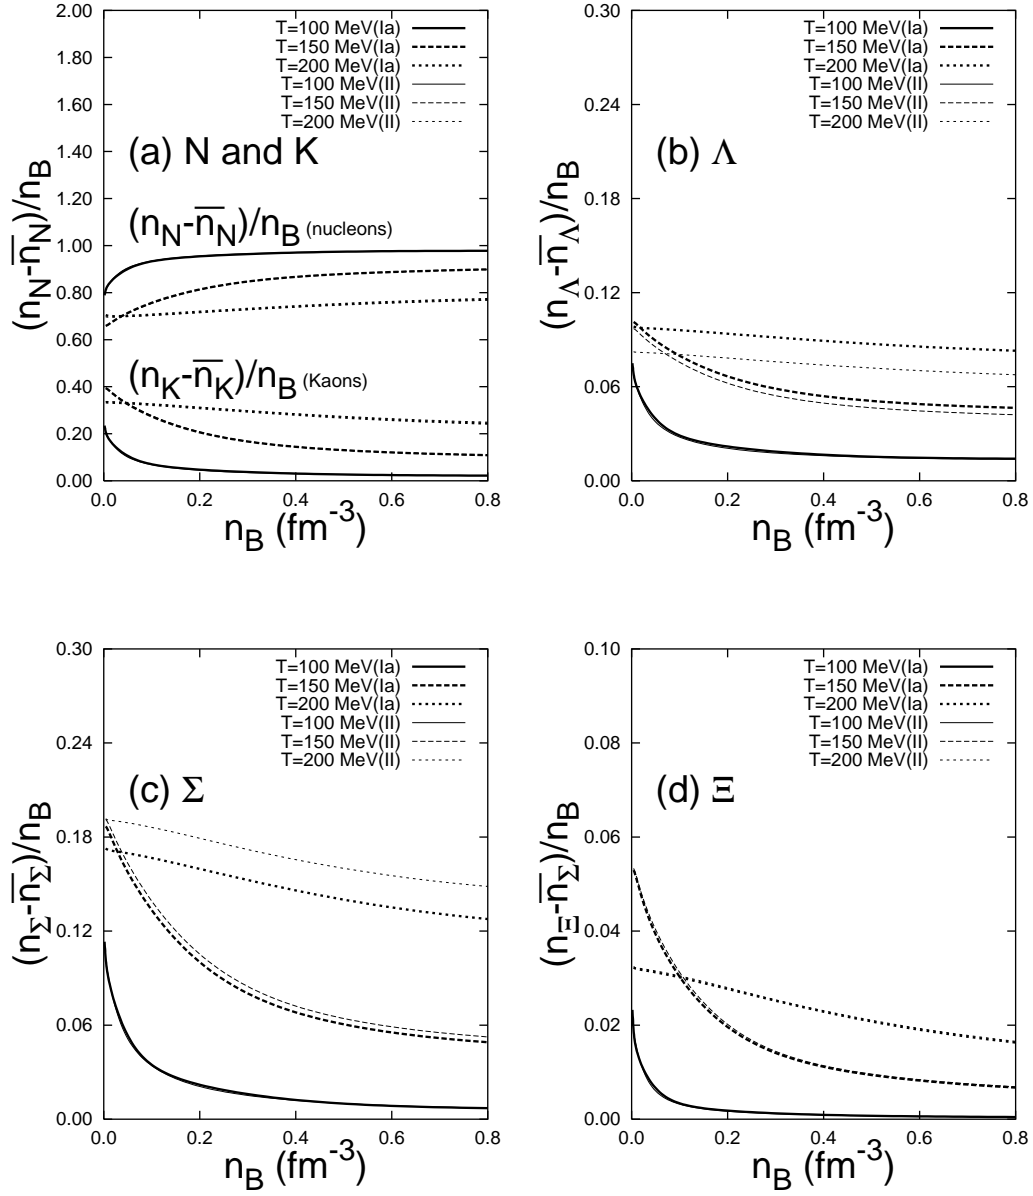 2.00
1.80
1.60
1.40
1.20
1.00
0.80
0.60
0.40
0.20
0.00
0.0 0.2 0.4 0.6 0.8
(n_N-n̅_N)/n_B
n_B (fm^-3)
T=100 MeV(Ia)
T=150 MeV(Ia)
T=200 MeV(Ia)
T=100 MeV(II)
T=150 MeV(II)
T=200 MeV(II)
(a) N and K
(n_N-n̅_N)/n_B (nucleons)
(n_K-n̅_K)/n_B (Kaons)
0.30
0.24
0.18
0.12
0.06
0.00
0.0 0.2 0.4 0.6 0.8
(n_Λ-n̅_Λ)/n_B
n_B (fm^-3)
T=100 MeV(Ia)
T=150 MeV(Ia)
T=200 MeV(Ia)
T=100 MeV(II)
T=150 MeV(II)
T=200 MeV(II)
(b) Λ
0.30
0.24
0.18
0.12
0.06
0.00
0.0 0.2 0.4 0.6 0.8
(n_Σ-n̅_Σ)/n_B
n_B (fm^-3)
T=100 MeV(Ia)
T=150 MeV(Ia)
T=200 MeV(Ia)
T=100 MeV(II)
T=150 MeV(II)
T=200 MeV(II)
(c) Σ
0.10
0.08
0.06
0.04
0.02
0.00
0.0 0.2 0.4 0.6 0.8
(n_Ξ-n̅_Σ)/n_B
n_B (fm^-3)
T=100 MeV(Ia)
T=150 MeV(Ia)
T=200 MeV(Ia)
T=100 MeV(II)
T=150 MeV(II)
T=200 MeV(II)
(d) Ξ